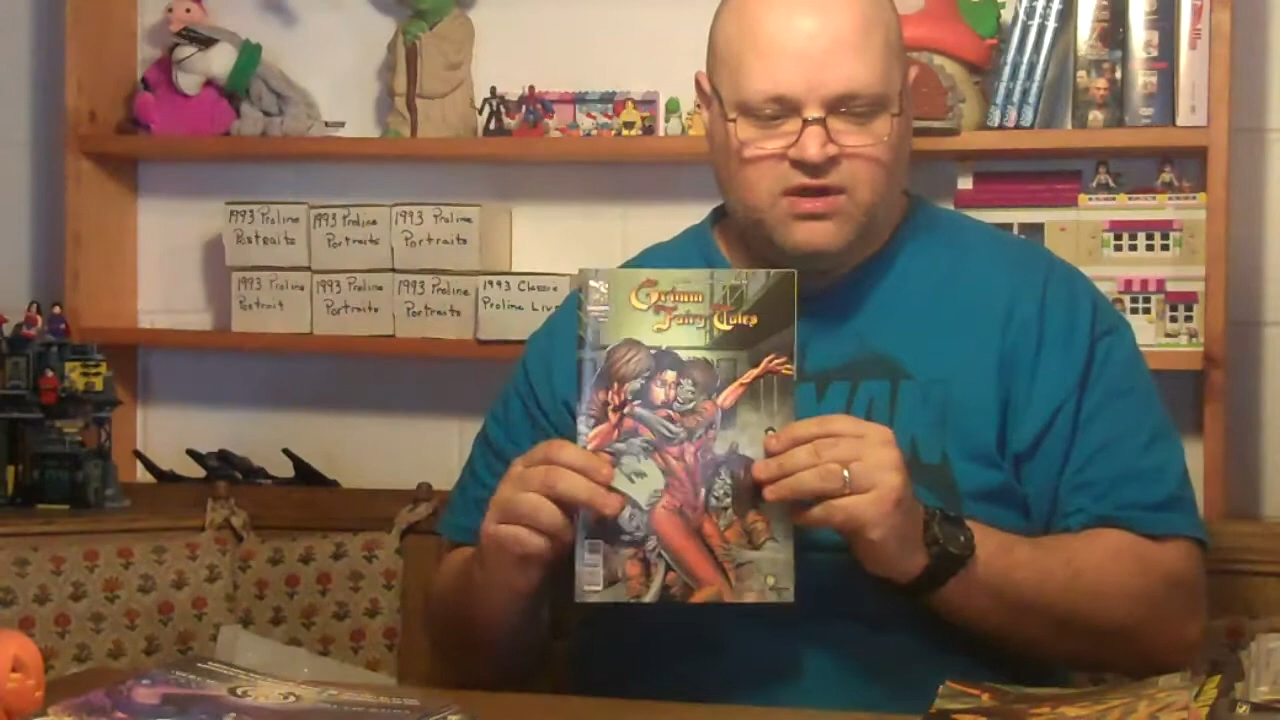 1993 Proline
Portraits
1993 Proline
Portraits
1993 Proline
Portraits
1993 Proline
Portrait
1993 Proline
Portraits
1993 Proline
Portraits
1993 Classic
Proline Live
Grimm
Fairy Tales
MAN